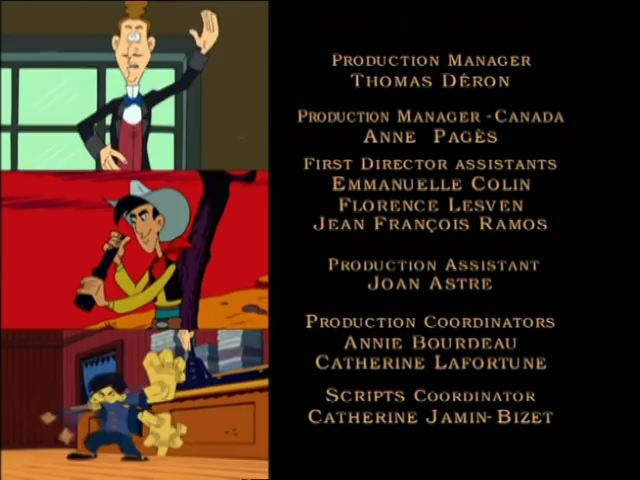 Production Manager
Thomas Déron
Production Manager - Canada
Anne Pagès
First Director assistants
Emmanuelle Colin
Florence Lesven
Jean François Ramos
Production Assistant
Joan Astre
Production Coordinators
Annie Bourdeau
Catherine Lafortune
Scripts Coordinator
Catherine Jamin-Bizet